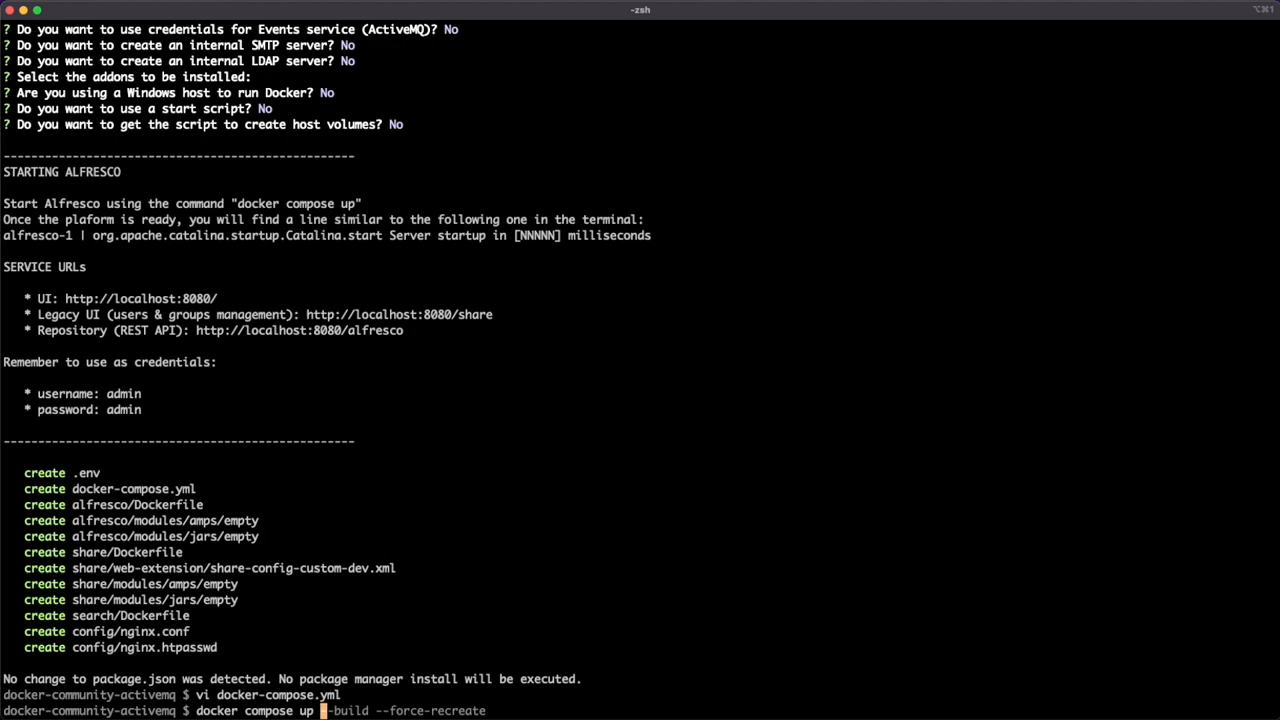 -zsh
⌥⌘1
? Do you want to use credentials for Events service (ActiveMQ)? No
? Do you want to create an internal SMTP server? No
? Do you want to create an internal LDAP server? No
? Select the addons to be installed:
? Are you using a Windows host to run Docker? No
? Do you want to use a start script? No
? Do you want to get the script to create host volumes? No
---------------------------------------------------
STARTING ALFRESCO
Start Alfresco using the command "docker compose up"
Once the plaform is ready, you will find a line similar to the following one in the terminal:
alfresco-1 | org.apache.catalina.startup.Catalina.start Server startup in [NNNNN] milliseconds
SERVICE URLs
* UI: http://localhost:8080/
* Legacy UI (users & groups management): http://localhost:8080/share
* Repository (REST API): http://localhost:8080/alfresco
Remember to use as credentials:
* username: admin
* password: admin
---------------------------------------------------
create .env
create docker-compose.yml
create alfresco/Dockerfile
create alfresco/modules/amps/empty
create alfresco/modules/jars/empty
create share/Dockerfile
create share/web-extension/share-config-custom-dev.xml
create share/modules/amps/empty
create share/modules/jars/empty
create search/Dockerfile
create config/nginx.conf
create config/nginx.htpasswd
No change to package.json was detected. No package manager install will be executed.
docker-community-activemq $ vi docker-compose.yml
docker-community-activemq $ docker compose up --build --force-recreate